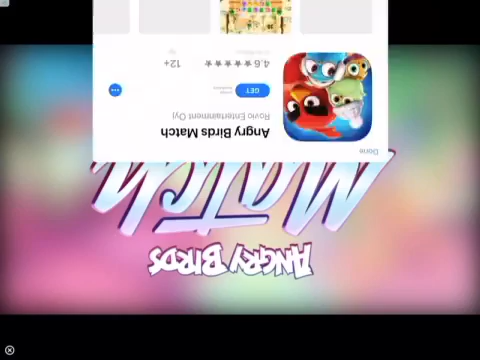 ANGRY BIRDS
Match
Done
Angry Birds Match
Rovio Entertainment Oyj
GET
4.6 ★★★★★ 12+